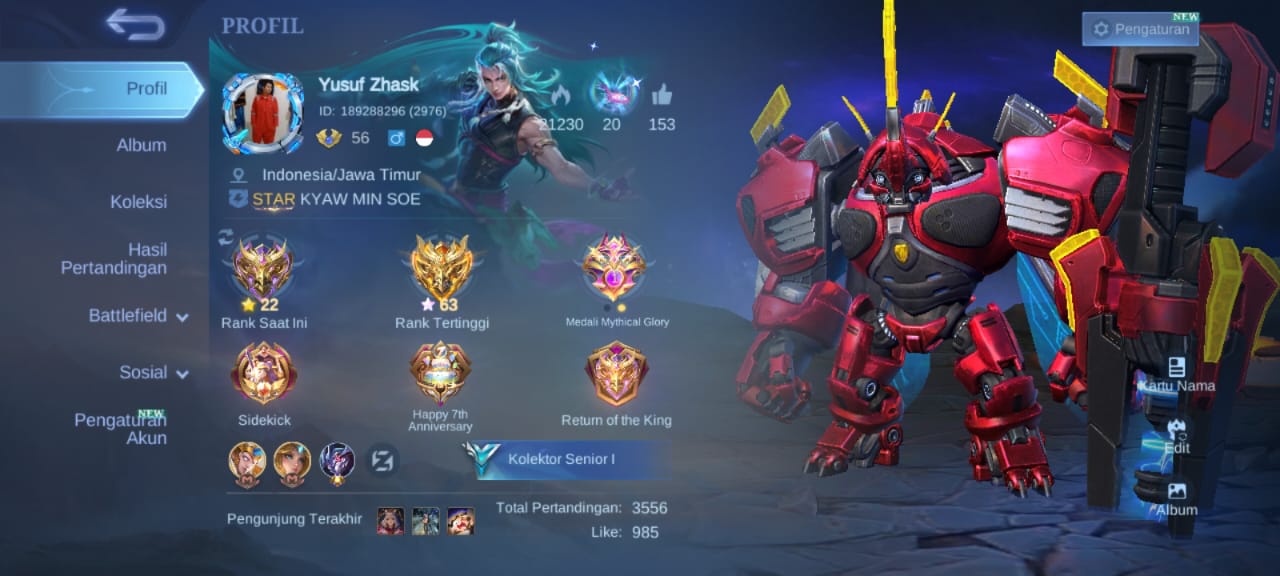 PROFIL
NEW
Pengaturan
Profil
Album
Koleksi
Hasil
Pertandingan
Battlefield
Sosial
NEW
Pengaturan
Akun
Yusuf Zhask
ID: 189288296 (2976)
56
20
153
Indonesia/Jawa Timur
STAR KYAW MIN SOE
22
63
Rank Saat Ini
Rank Tertinggi
Medali Mythical Glory
Sidekick
Happy 7th
Anniversary
Return of the King
Kolektor Senior I
Pengunjung Terakhir
Total Pertandingan: 3556
Like: 985
Kartu Nama
Edit
Album